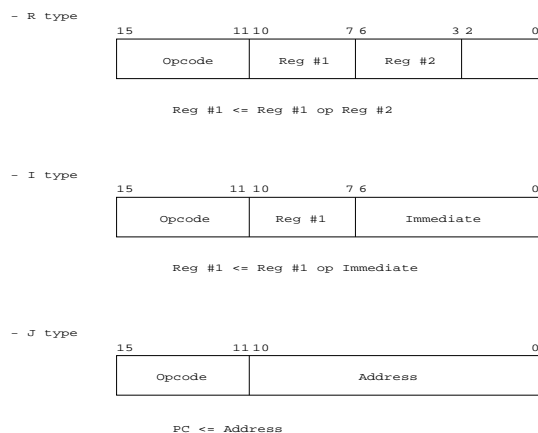 - R type
15 11 10 7 6 3 2 0
Opcode Reg #1 Reg #2
Reg #1 <= Reg #1 op Reg #2
- I type
15 11 10 7 6 0
Opcode Reg #1 Immediate
Reg #1 <= Reg #1 op Immediate
- J type
15 11 10 0
Opcode Address
PC <= Address